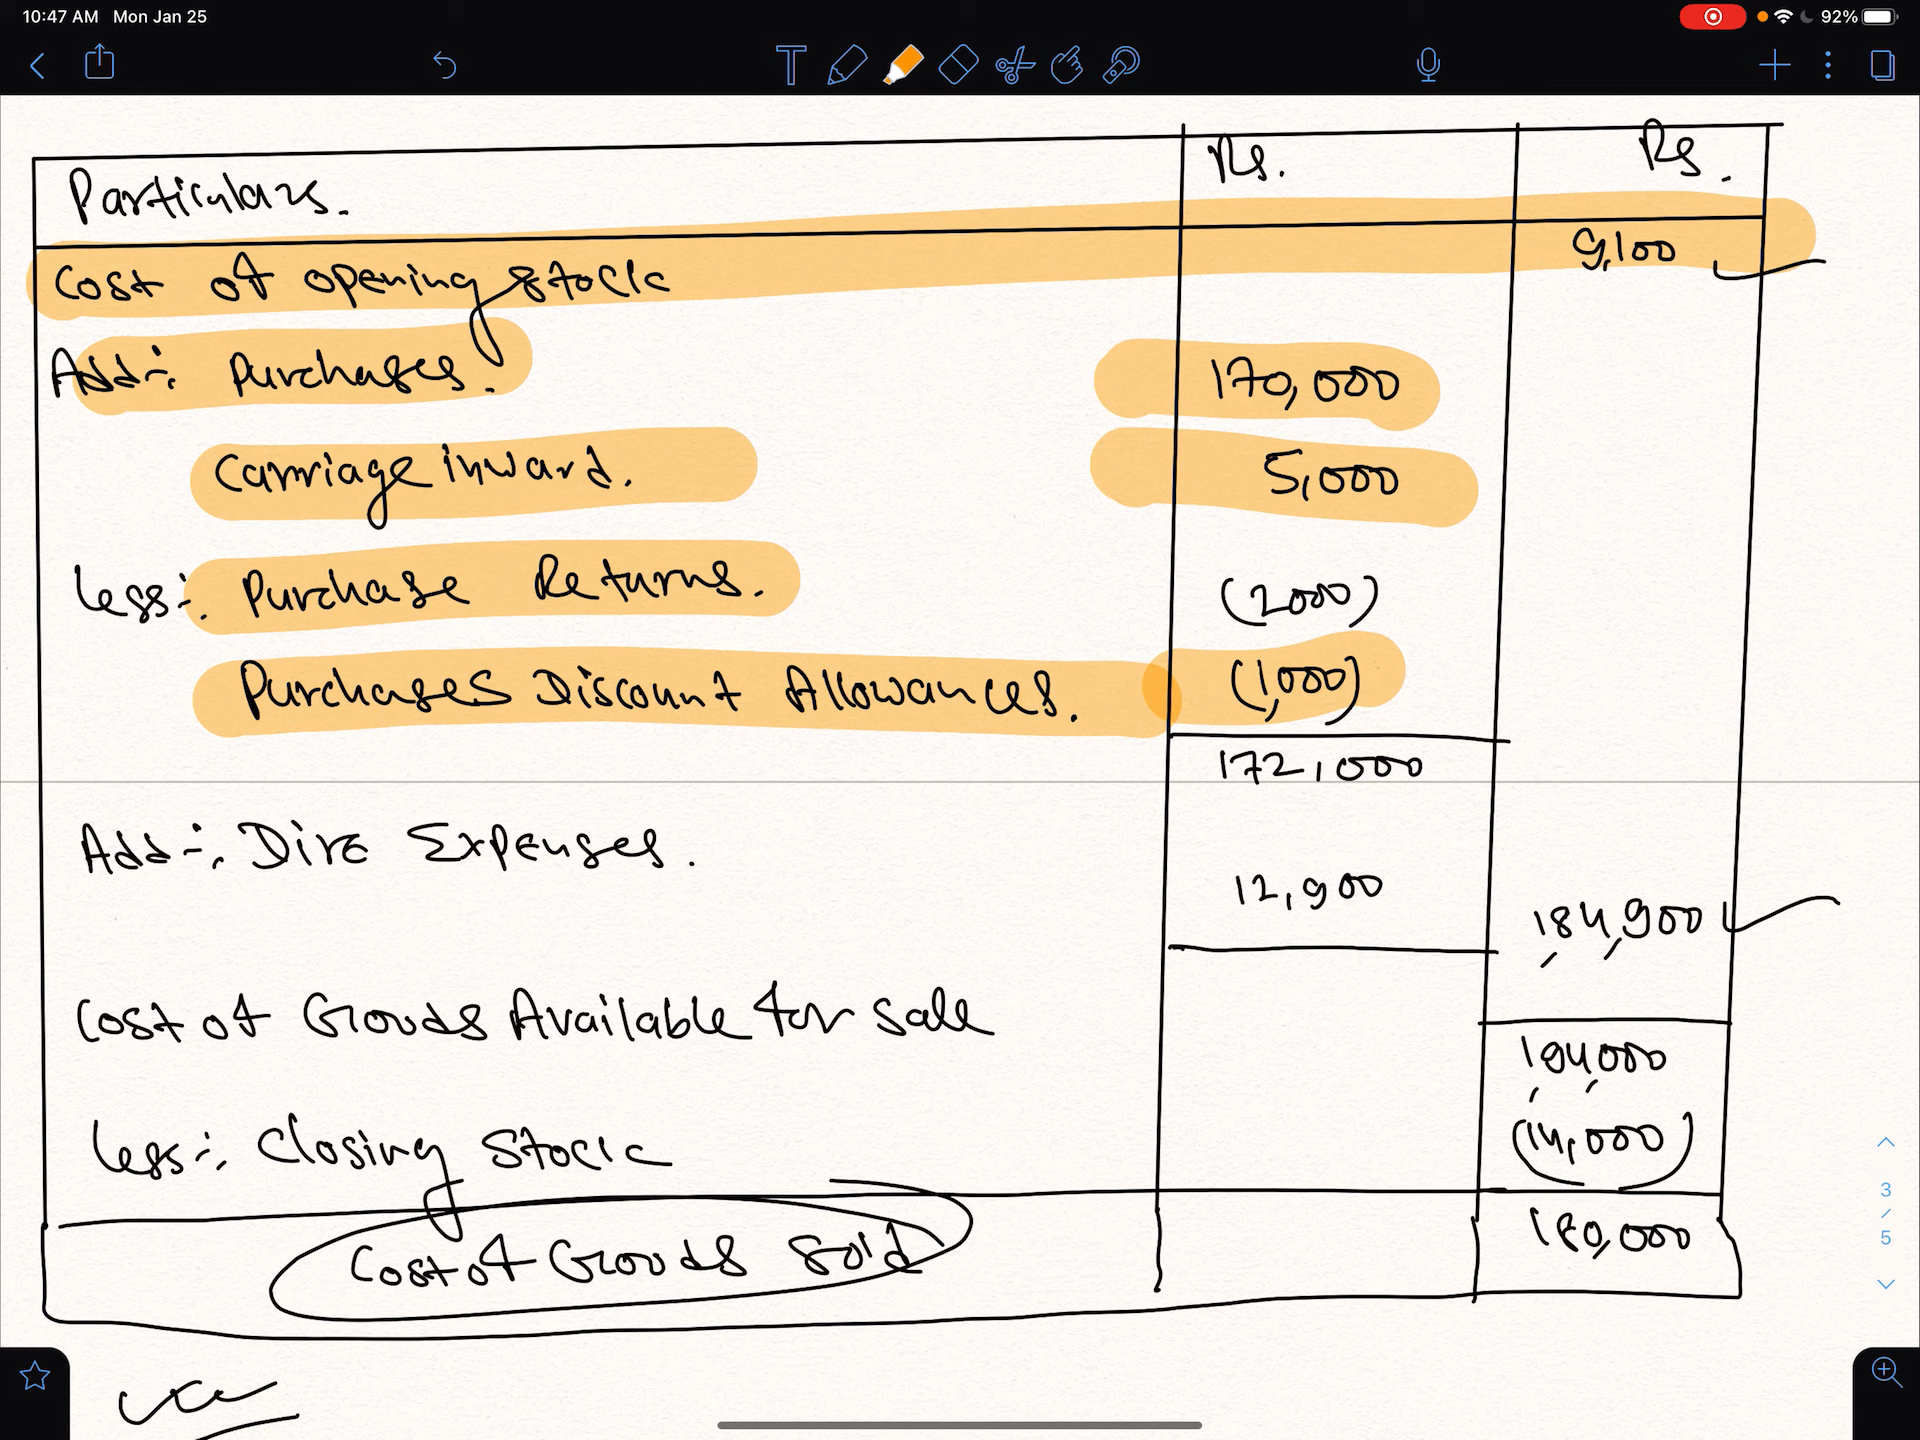 10:47 AM Mon Jan 25 92%
Particulars. Rs. Rs.
Cost of opening stock 9,100
Add:- Purchases. 170,000
Carriage inward. 5,000
Less:- Purchase Returns. (2000)
Purchases Discount Allowances. (1,000)
172,000
Add:- Dire Expenses.
12,900
184,900
Cost of Goods Available for sale
194,000
Less:- Closing Stock (14,000)
Cost of Goods Sold 180,000
3
/
5